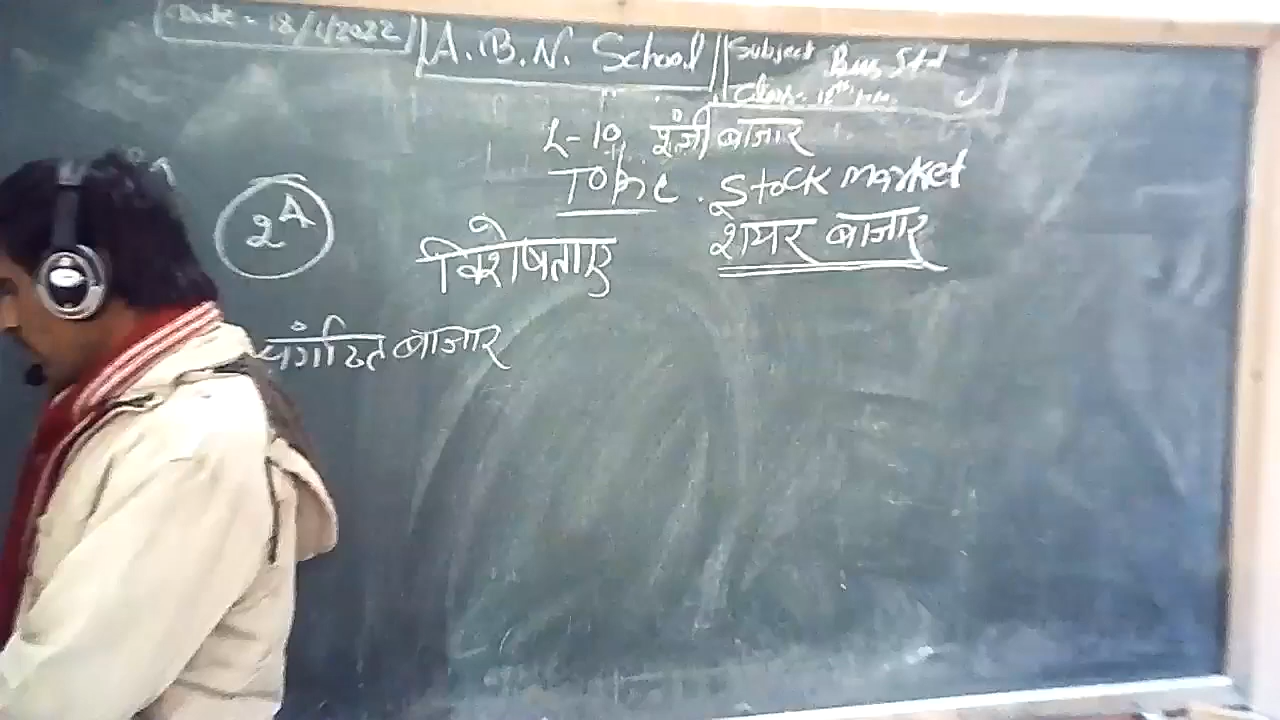 Date = 18/1/2022
A.B.N. School
Subject Bus Std
Class- 12th
L-10 पूंजी बाजार
Topic . Stock market
शेयर बाजार
2A
विशेषताए
संगठित बाजार